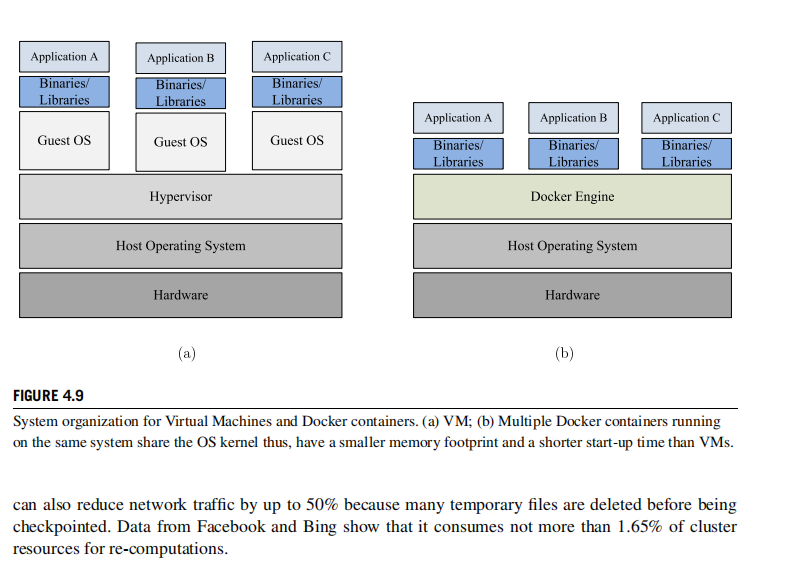 Application A
Application B
Application C
Binaries/
Libraries
Binaries/
Libraries
Binaries/
Libraries
Guest OS
Guest OS
Guest OS
Hypervisor
Host Operating System
Hardware
(a)
Application A
Application B
Application C
Binaries/
Libraries
Binaries/
Libraries
Binaries/
Libraries
Docker Engine
Host Operating System
Hardware
(b)
FIGURE 4.9
System organization for Virtual Machines and Docker containers. (a) VM; (b) Multiple Docker containers running
on the same system share the OS kernel thus, have a smaller memory footprint and a shorter start-up time than VMs.
can also reduce network traffic by up to 50% because many temporary files are deleted before being
checkpointed. Data from Facebook and Bing show that it consumes not more than 1.65% of cluster
resources for re-computations.